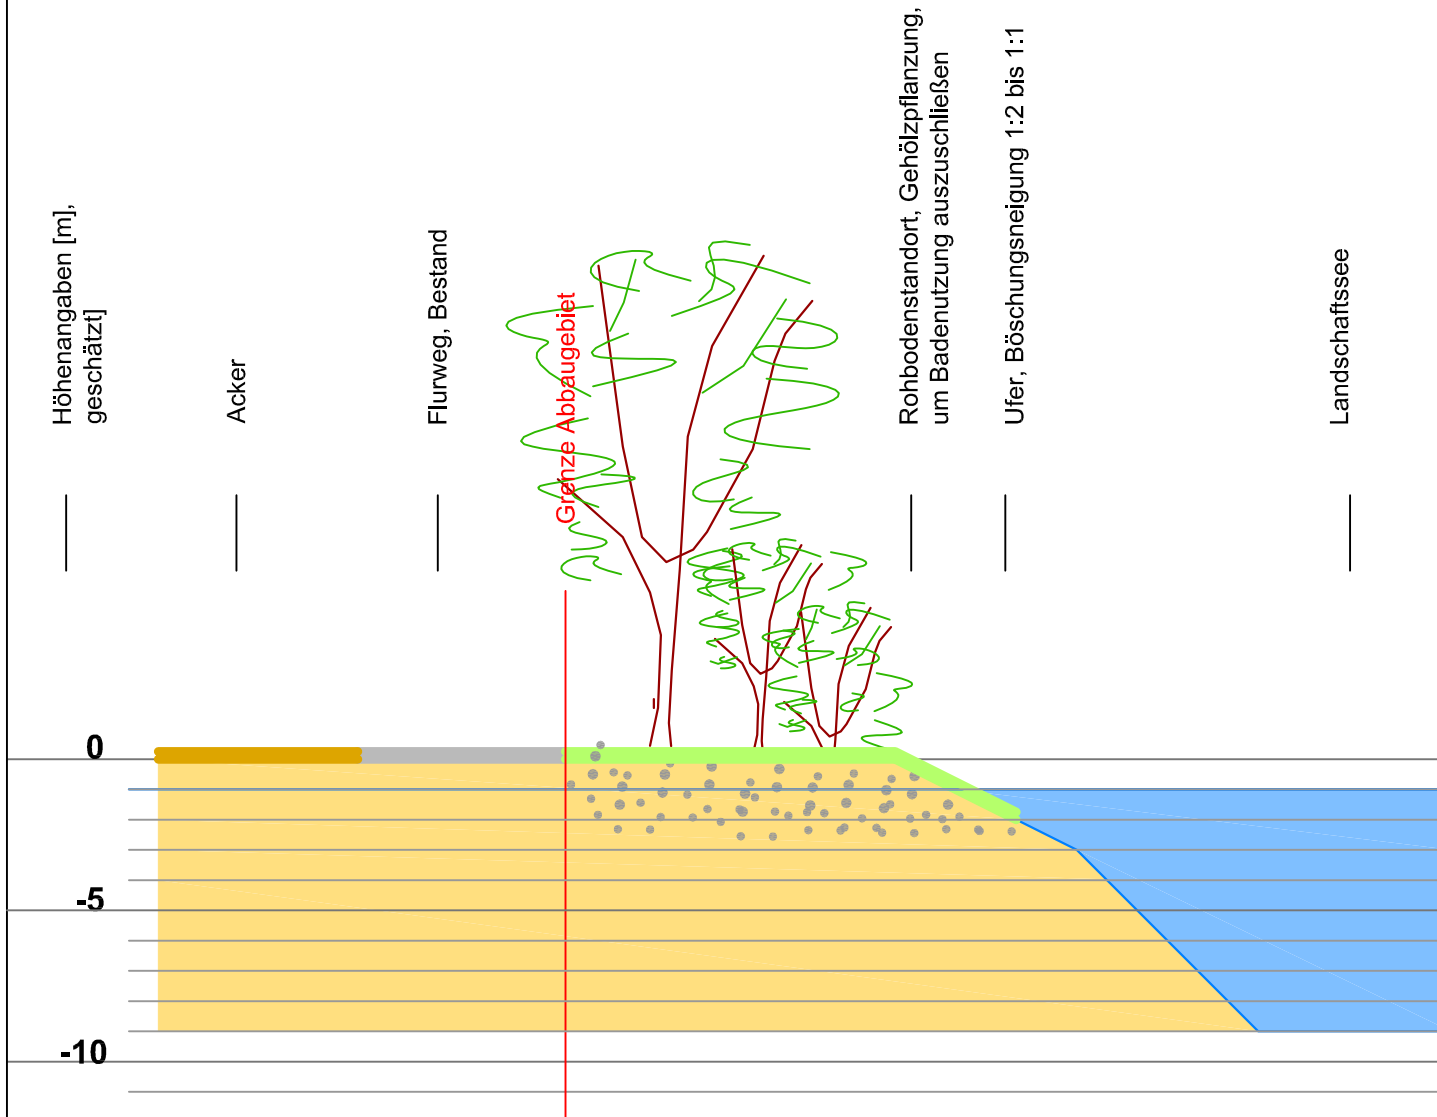 Höhenangaben [m],
geschätzt]
Acker
Flurweg, Bestand
Grenze Abbaugebiet
Rohbodenstandort, Gehölzpflanzung,
um Badenutzung auszuschließen
Ufer, Böschungsneigung 1:2 bis 1:1
Landschaftssee
0
-5
-10